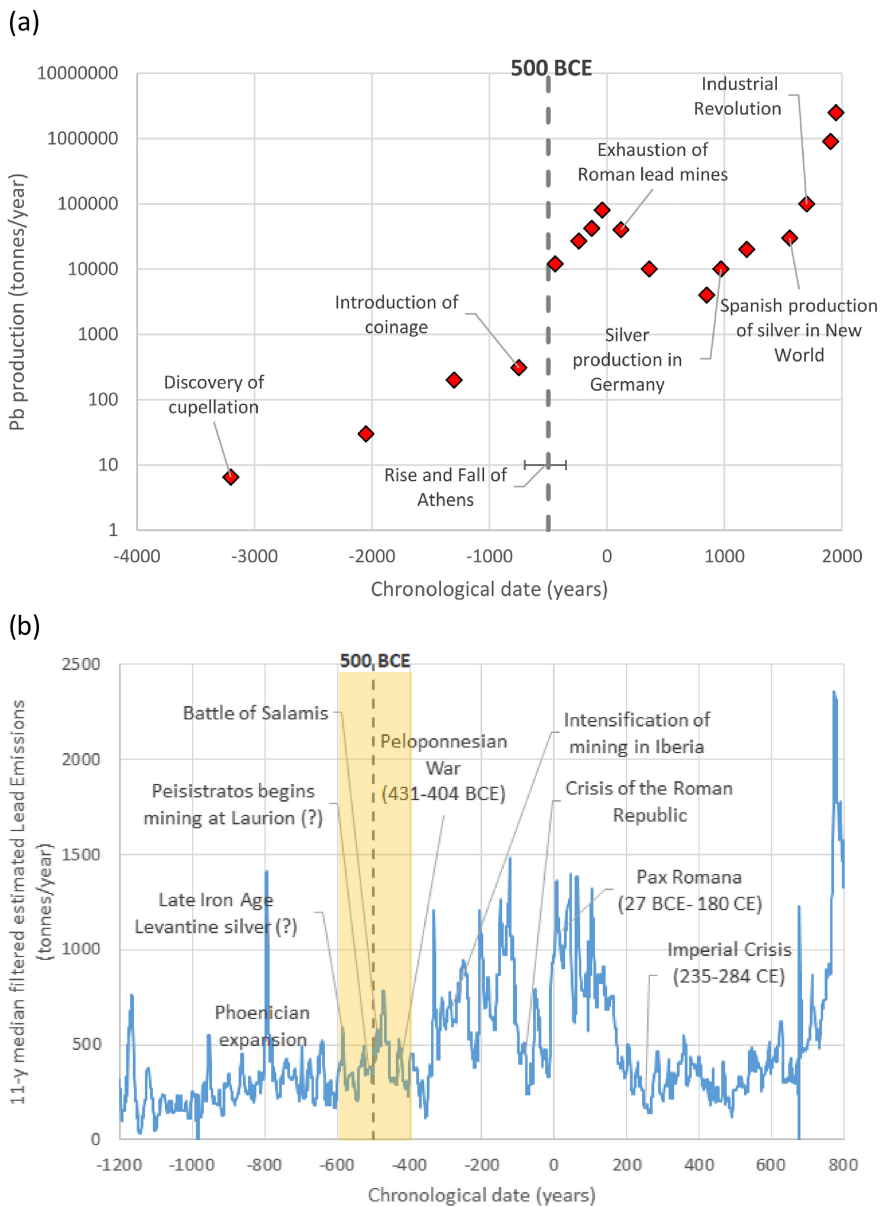 (a)
500 BCE
Pb production (tonnes/year)
10000000
1000000
100000
10000
1000
100
10
1
Industrial
Revolution
Exhaustion of
Roman lead mines
Introduction of
coinage
Discovery of
cupellation
Spanish production
of silver in New
World
Silver
production in
Germany
Rise and Fall of
Athens
-4000
-3000
-2000
-1000
0
1000
2000
Chronological date (years)
(b)
500 BCE
11-y median filtered estimated Lead Emissions
(tonnes/year)
2500
2000
1500
1000
500
0
Battle of Salamis
Peloponnesian
War
(431-404 BCE)
Intensification of
mining in Iberia
Peisistratos begins
mining at Laurion (?)
Crisis of the Roman
Republic
Late Iron Age
Levantine silver (?)
Pax Romana
(27 BCE- 180 CE)
Imperial Crisis
(235-284 CE)
Phoenician
expansion
-1200
-1000
-800
-600
-400
-200
0
200
400
600
800
Chronological date (years)